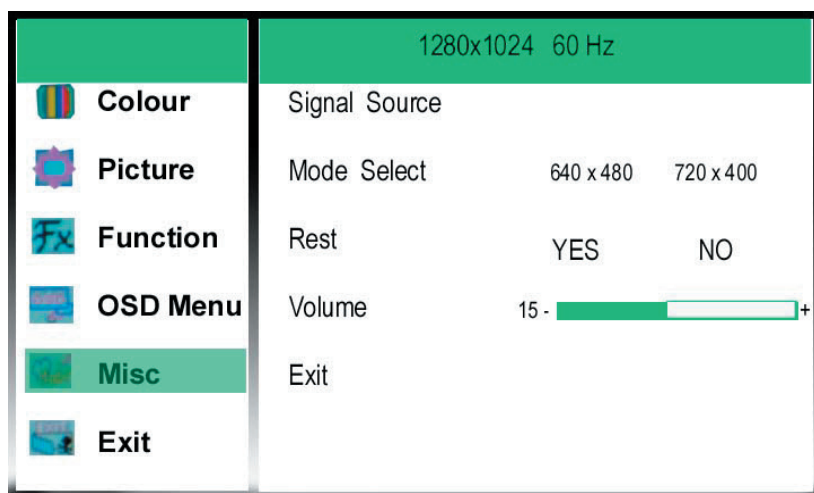 1280x1024 60 Hz
Colour
Signal Source
Picture
Mode Select 640 x 480 720 x 400
Function
Rest YES NO
OSD Menu
Volume 15 - +
Misc
Exit
Exit